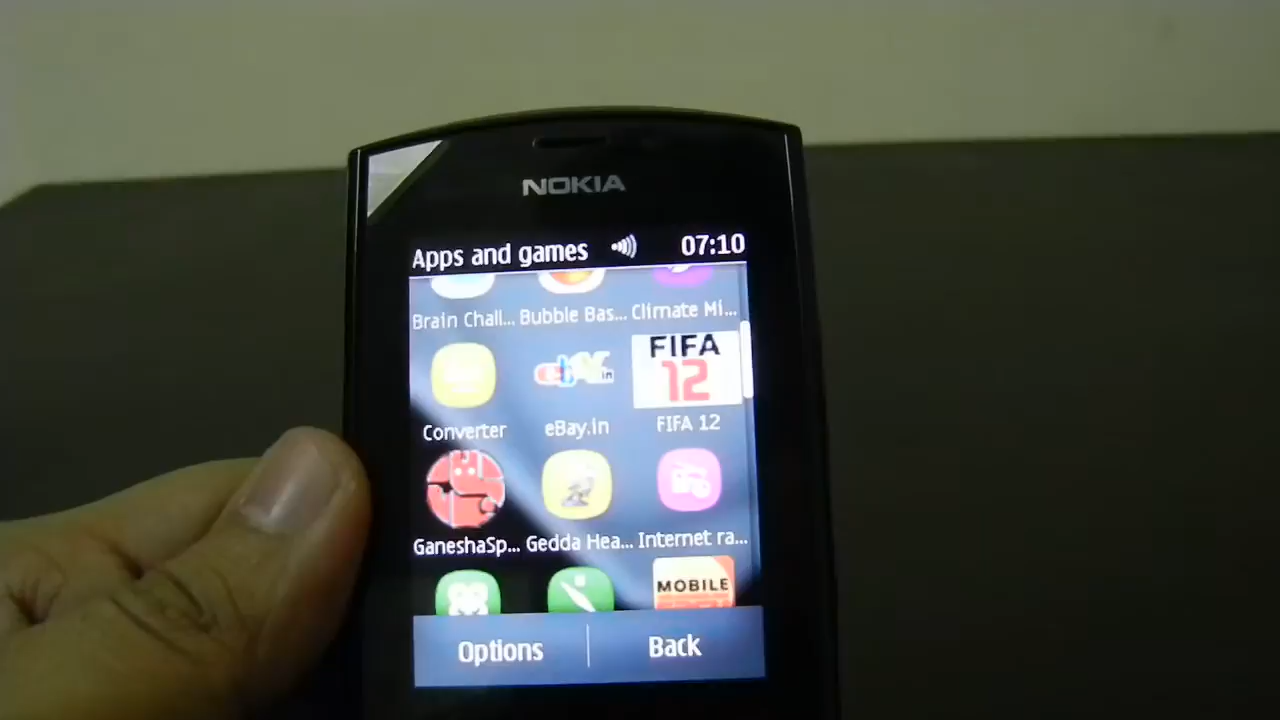 NOKIA
Apps and games 07:10
Brain Chall... Bubble Bas... Climate Mi...
FIFA
12
Converter eBay.in FIFA 12
GaneshaSp... Gedda Hea... Internet ra...
MOBILE
Options Back